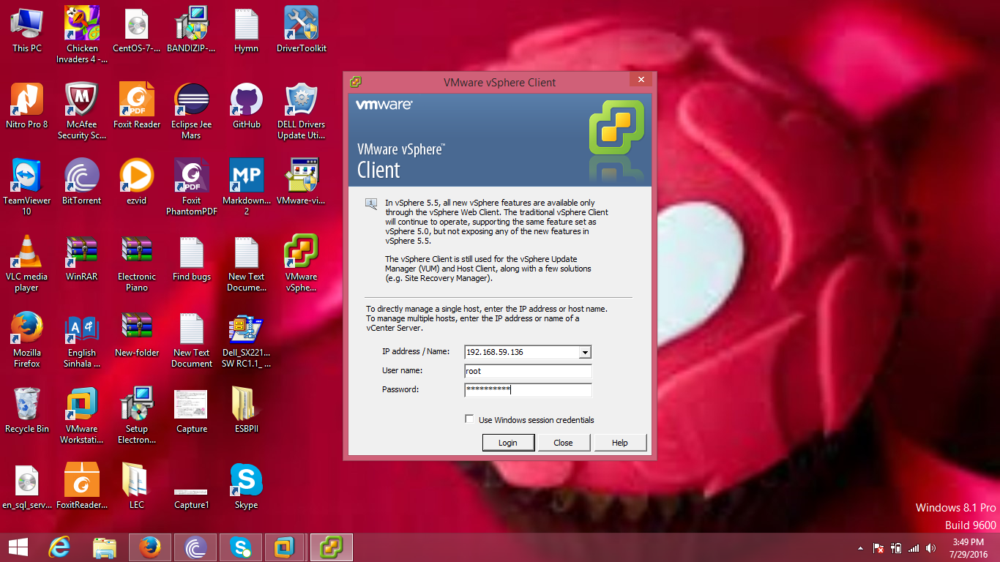 This PC
Chicken
Invaders 4 -...
CentOS-7-...
BANDIZIP-...
Hymn
DriverToolkit
Nitro Pro 8
McAfee
Security Sc...
Foxit Reader
Eclipse Jee
Mars
GitHub
DELL Drivers
Update Uti...
TeamViewer
10
BitTorrent
ezvid
PDF
Foxit
PhantomPDF
MP
Markdown...
2
VMware-vi...
VLC media
player
WinRAR
Electronic
Piano
Find bugs
New Text
Docume...
VMware
vSphe...
Mozilla
Firefox
English
Sinhala ...
New-folder
New Text
Document
Dell_SX221...
SW RC1.1_ ...
Recycle Bin
VMware
Workstati...
Setup
Electron...
Capture
ESBPII
en_sql_serv...
FoxitReader...
LEC
Capture1
Skype
VMware vSphere Client
vmware®
VMware vSphere™
Client
In vSphere 5.5, all new vSphere features are available only
through the vSphere Web Client. The traditional vSphere Client
will continue to operate, supporting the same feature set as
vSphere 5.0, but not exposing any of the new features in
vSphere 5.5.
The vSphere Client is still used for the vSphere Update
Manager (VUM) and Host Client, along with a few solutions
(e.g. Site Recovery Manager).
To directly manage a single host, enter the IP address or host name.
To manage multiple hosts, enter the IP address or name of a
vCenter Server.
IP address / Name: 192.168.59.136
User name: root
Password: **********
Use Windows session credentials
Login Close Help
Windows 8.1 Pro
Build 9600
3:49 PM
7/29/2016